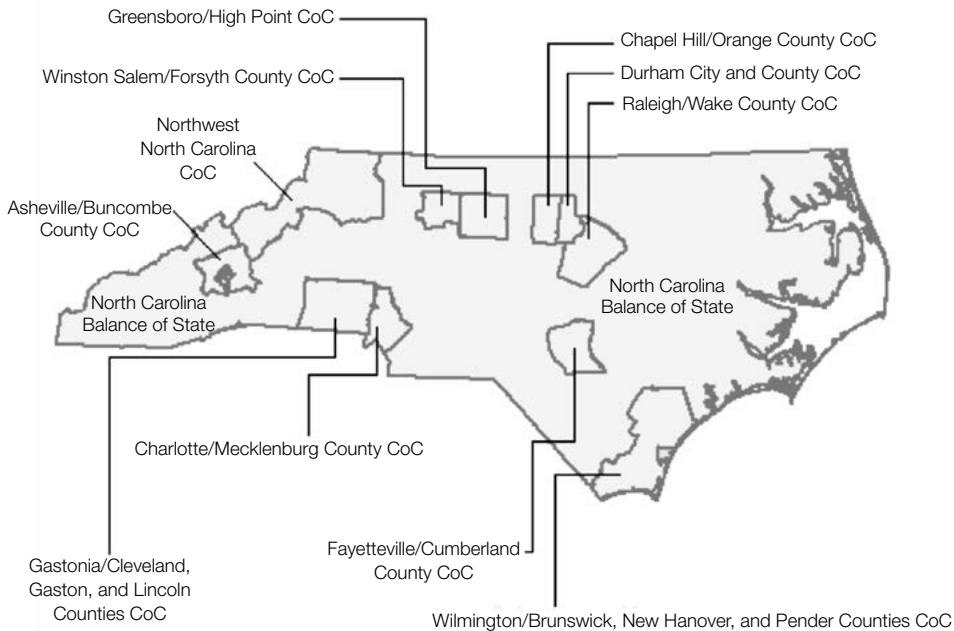 Greensboro/High Point CoC
Chapel Hill/Orange County CoC
Winston Salem/Forsyth County CoC
Durham City and County CoC
Raleigh/Wake County CoC
Northwest
North Carolina
CoC
Asheville/Buncombe
County CoC
North Carolina
Balance of State
North Carolina
Balance of State
Charlotte/Mecklenburg County CoC
Gastonia/Cleveland,
Gaston, and Lincoln
Counties CoC
Fayetteville/Cumberland
County CoC
Wilmington/Brunswick, New Hanover, and Pender Counties CoC